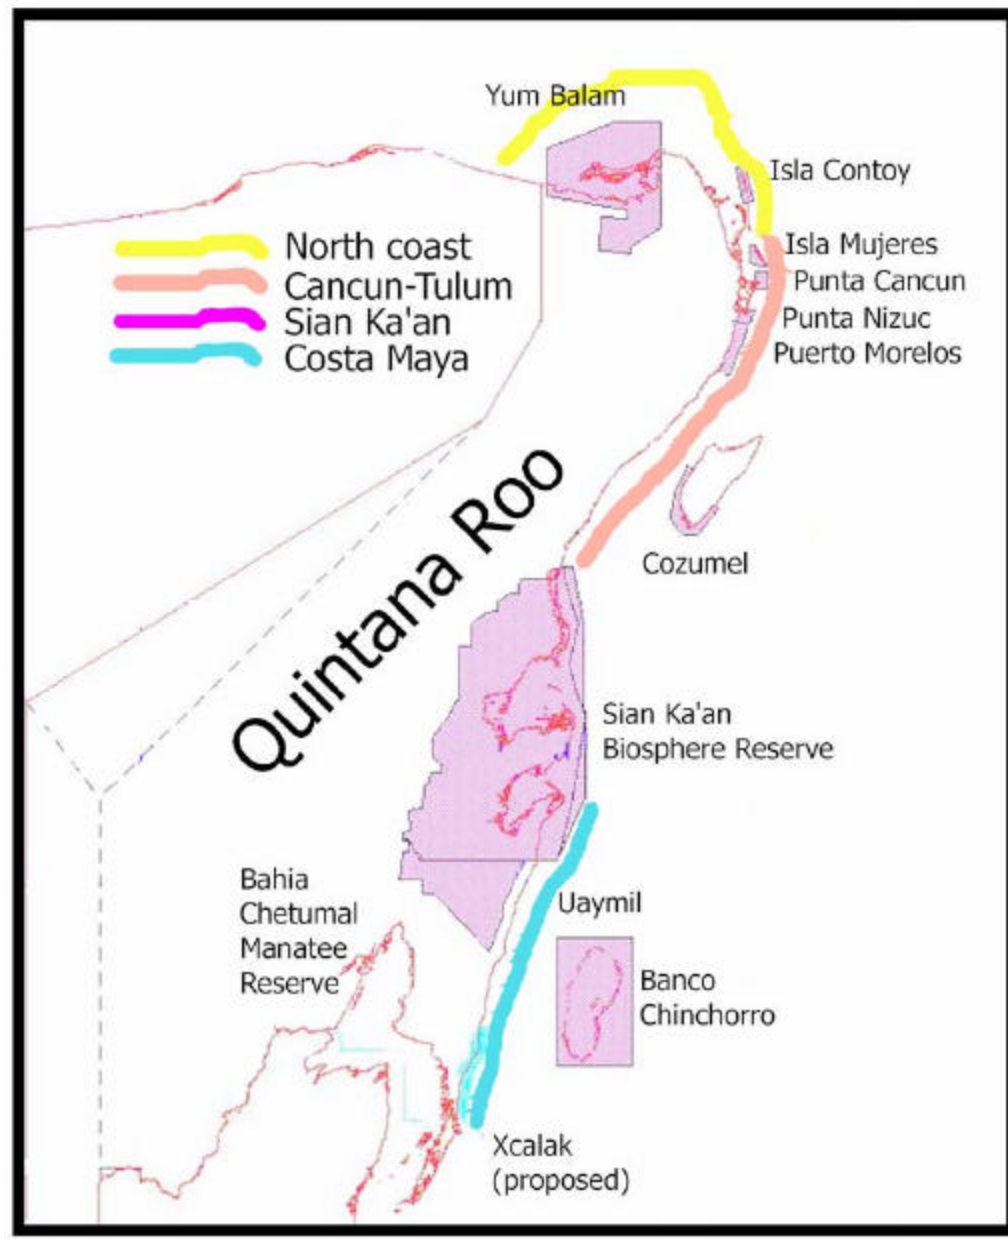 Yum Balam
Isla Contoy
North coast
Cancun-Tulum
Sian Ka'an
Costa Maya
Isla Mujeres
Punta Cancun
Punta Nizuc
Puerto Morelos
Quintana Roo
Cozumel
Sian Ka'an
Biosphere Reserve
Bahia
Chetumal
Manatee
Reserve
Uaymil
Banco
Chinchorro
Xcalak
(proposed)